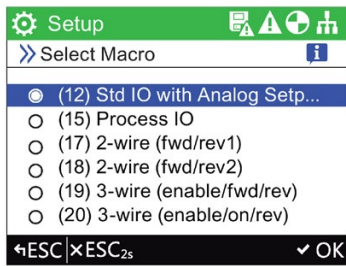 Setup
Select Macro
(12) Std IO with Analog Setp...
(15) Process IO
(17) 2-wire (fwd/rev1)
(18) 2-wire (fwd/rev2)
(19) 3-wire (enable/fwd/rev)
(20) 3-wire (enable/on/rev)
ESC ESC2s OK